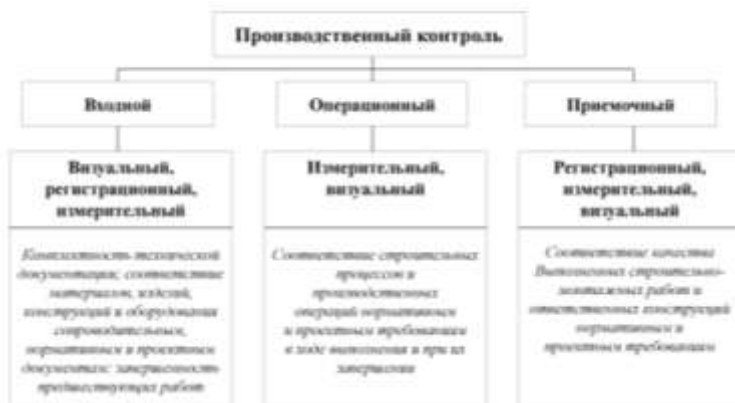 Производственный контроль
Входной
Операционный
Приемочный
Визуальный,
регистрационный,
измерительный
Измерительный,
визуальный
Регистрационный,
измерительный,
визуальный
Комплектность технической
документации; соответствие
материалов, изделий,
конструкций и оборудования
сопроводительным,
нормативным и проектным
документам: завершенность
предшествующих работ
Соответствие строительных
процессов и
производственных
операций нормативным
и проектным требованиям
в ходе выполнения и при их
завершении
Соответствие качества
Выполненных строительно-
монтажных работ и
ответственных конструкций
нормативным и
проектным требованиям